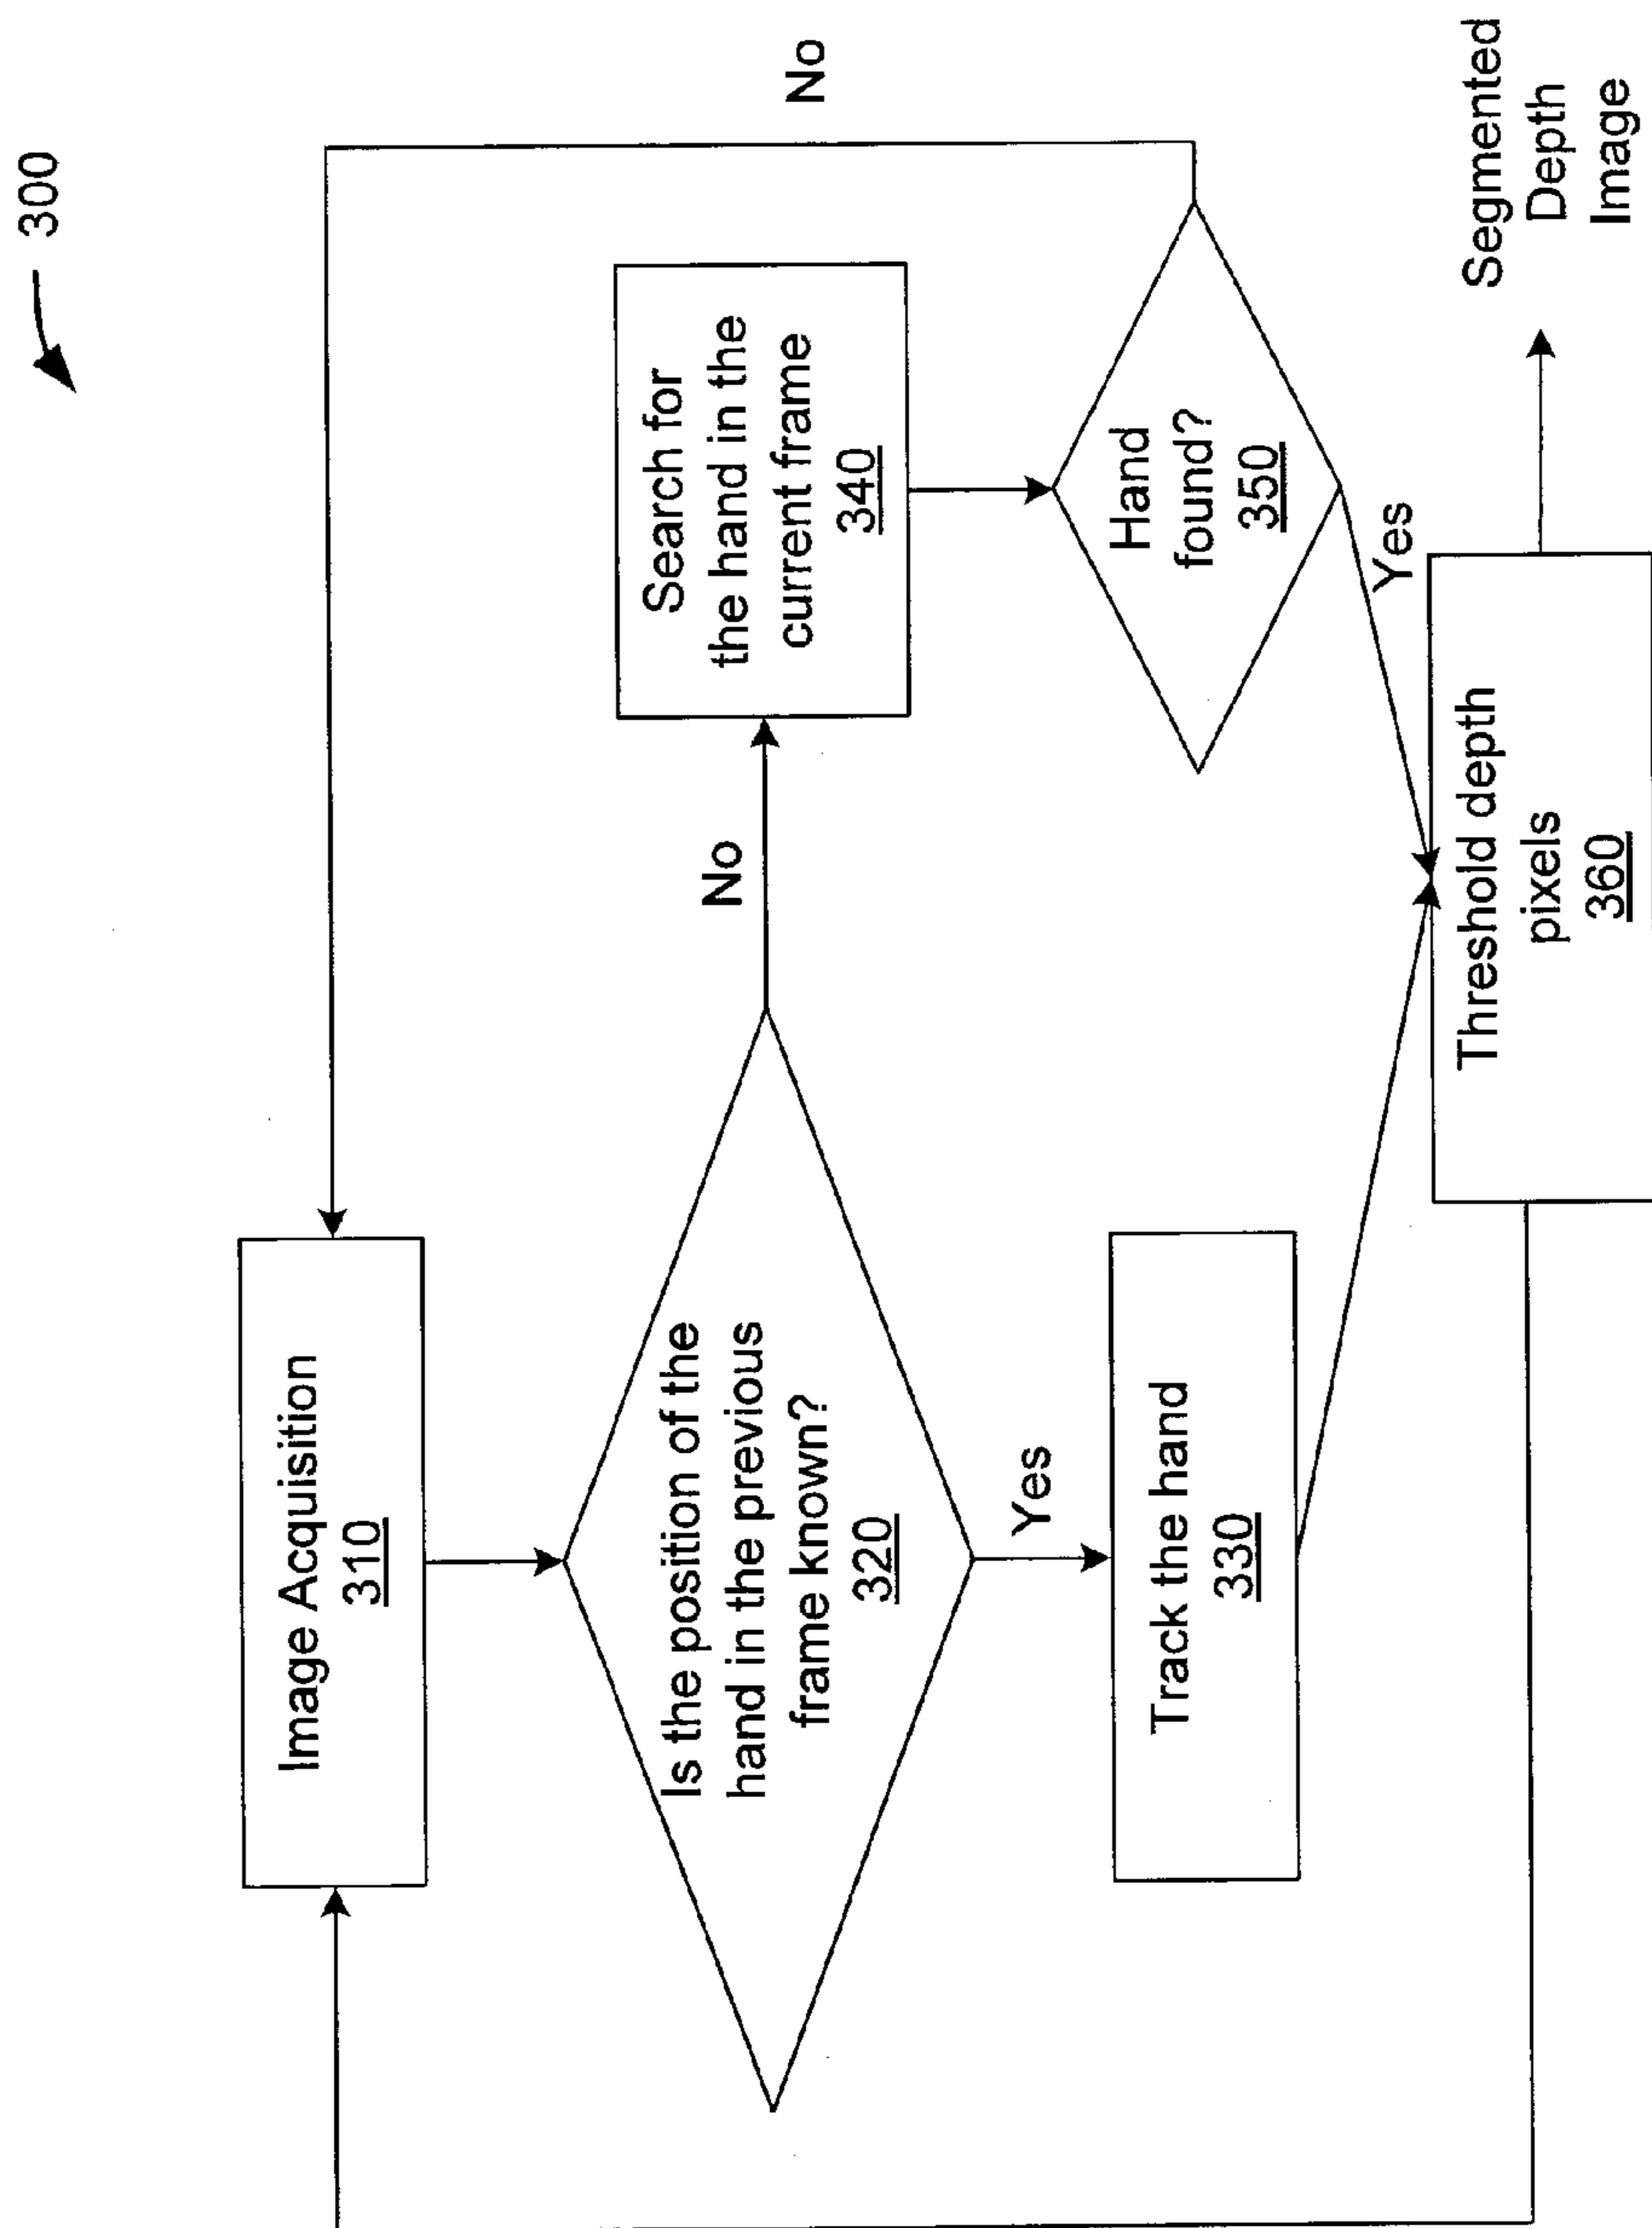 300
Image Acquisition
310
Is the position of the
hand in the previous
frame known?
320
No
Search for
the hand in the
current frame
340
No
Yes
Track the hand
330
Hand
found?
350
Yes
Threshold depth
pixels
360
Segmented
Depth
Image